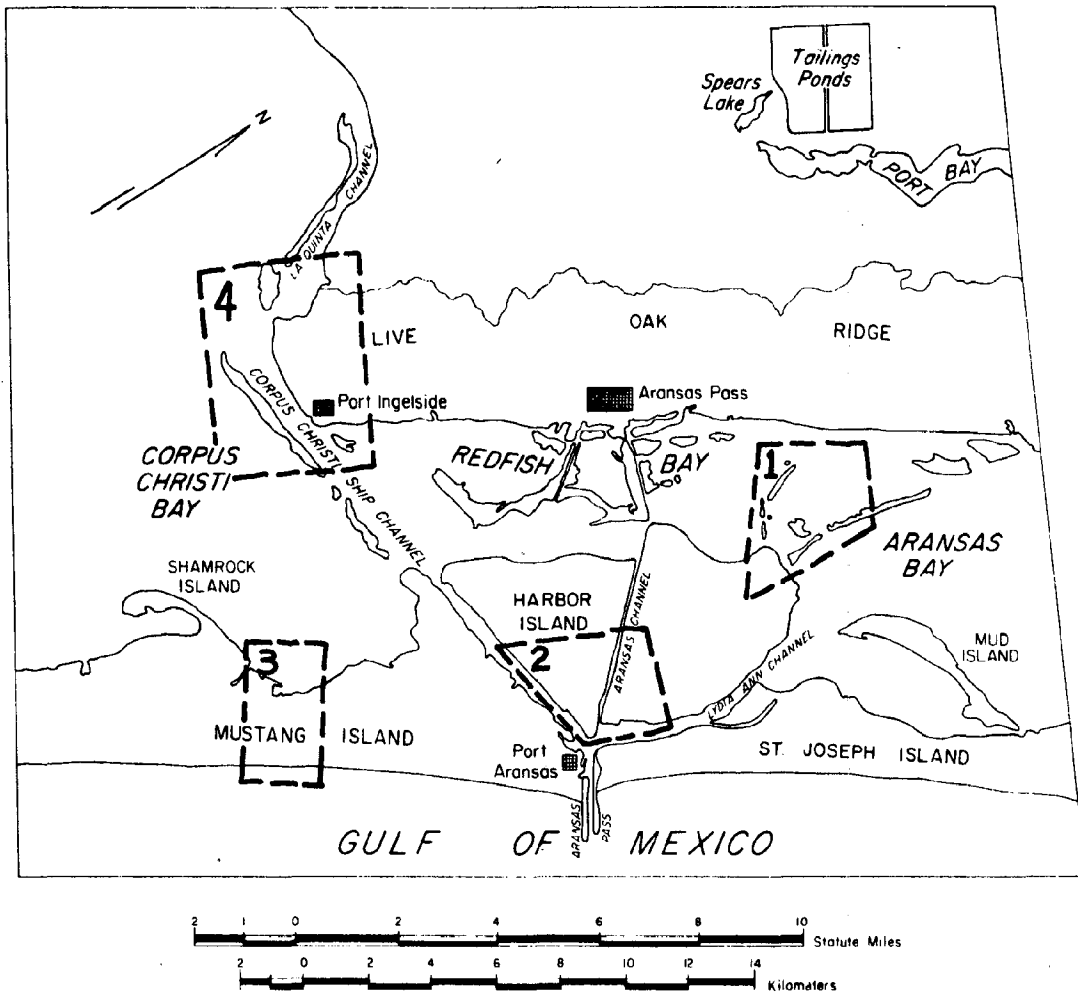 Tailings
Ponds
Spears
Lake
N
PORT BAY
LA QUINTA CHANNEL
4
LIVE OAK RIDGE
CORPUS CHRISTI SHIP CHANNEL
Port Ingelside
Aransas Pass
CORPUS
CHRISTI
BAY
REDFISH BAY
1
ARANSAS
BAY
SHAMROCK
ISLAND
HARBOR
ISLAND
ARANSAS CHANNEL
MUD
ISLAND
3
2
LYDIA ANN CHANNEL
MUSTANG ISLAND
Port
Aransas
ST. JOSEPH ISLAND
ARANSAS PASS
GULF OF MEXICO
2 1 0 2 4 6 8 10
Statute Miles
2 0 2 4 6 8 10 12 14
Kilometers